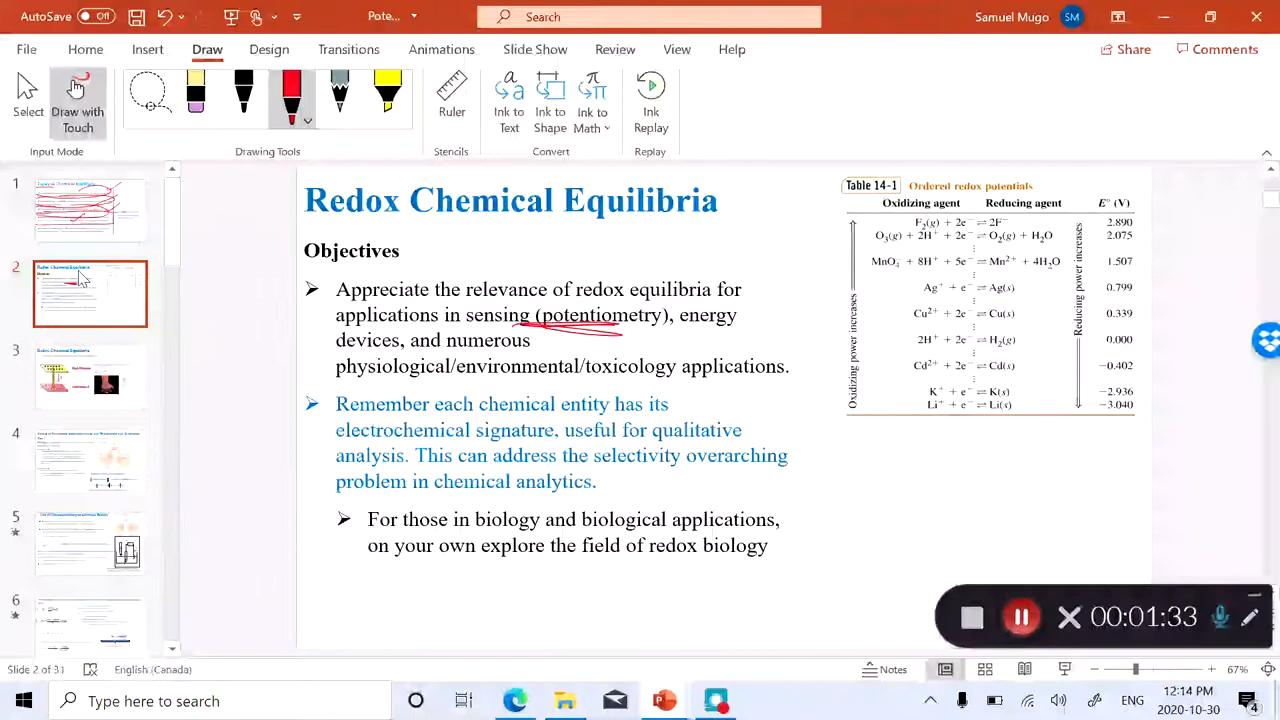 AutoSave Off Pote... Search Samuel Mugo SM
File Home Insert Draw Design Transitions Animations Slide Show Review View Help Share Comments
Select Draw with Touch Ruler Ink to Text Ink to Shape Ink to Math Ink Replay
Input Mode Drawing Tools Stencils Convert Replay
Redox Chemical Equilibria
Objectives
Appreciate the relevance of redox equilibria for
applications in sensing (potentiometry), energy
devices, and numerous
physiological/environmental/toxicology applications.
Remember each chemical entity has its
electrochemical signature, useful for qualitative
analysis. This can address the selectivity overarching
problem in chemical analytics.
For those in biology and biological applications,
on your own explore the field of redox biology
Table 14-1 Ordered redox potentials
Oxidizing agent Reducing agent E° (V)
F₂(g) + 2e⁻ ⇌ 2F⁻ 2.890
O₃(g) + 2H⁺ + 2e⁻ ⇌ O₂(g) + H₂O 2.075
⋮
MnO₄⁻ + 8H⁺ + 5e⁻ ⇌ Mn²⁺ + 4H₂O 1.507
⋮
Ag⁺ + e⁻ ⇌ Ag(s) 0.799
⋮
Cu²⁺ + 2e⁻ ⇌ Cu(s) 0.339
⋮
2H⁺ + 2e⁻ ⇌ H₂(g) 0.000
⋮
Cd²⁺ + 2e⁻ ⇌ Cd(s) −0.402
⋮
K⁺ + e⁻ ⇌ K(s) −2.936
Li⁺ + e⁻ ⇌ Li(s) −3.040
Oxidizing power increases
Reducing power increases
6
00:01:33
Slide 2 of 31 English (Canada) Notes 67%
Type here to search ENG 12:14 PM
2020-10-30 4